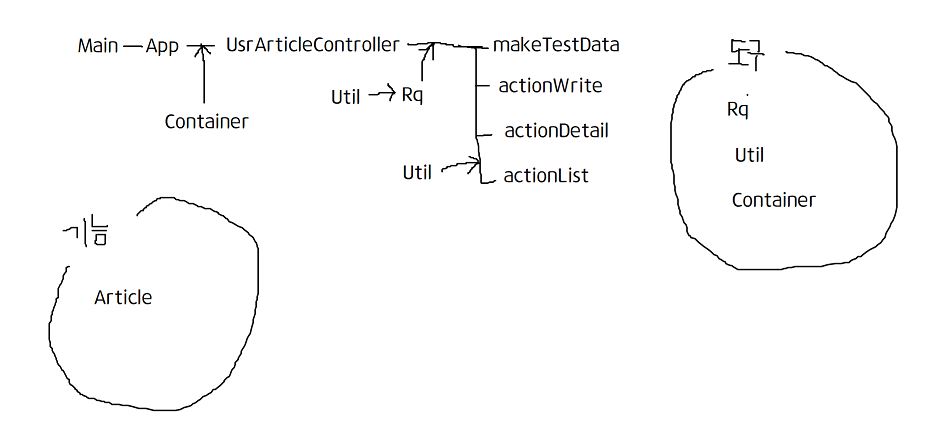 Main App UsrArticleController makeTestData
Util Rq actionWrite
Container
actionDetail
Util actionList
도구
Rq
Util
Container
기능
Article